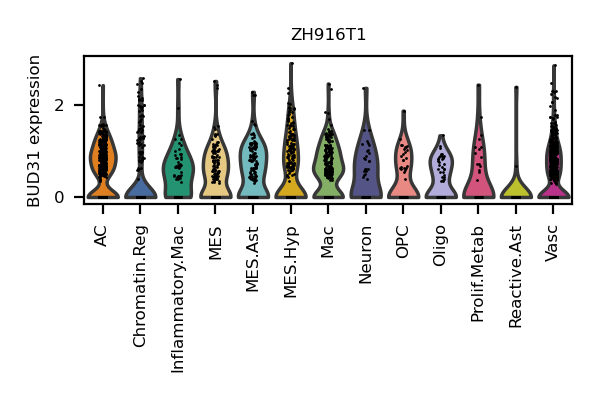 ZH916T1
BUD31 expression
2
0
AC
Chromatin.Reg
Inflammatory.Mac
MES
MES.Ast
MES.Hyp
Mac
Neuron
OPC
Oligo
Prolif.Metab
Reactive.Ast
Vasc